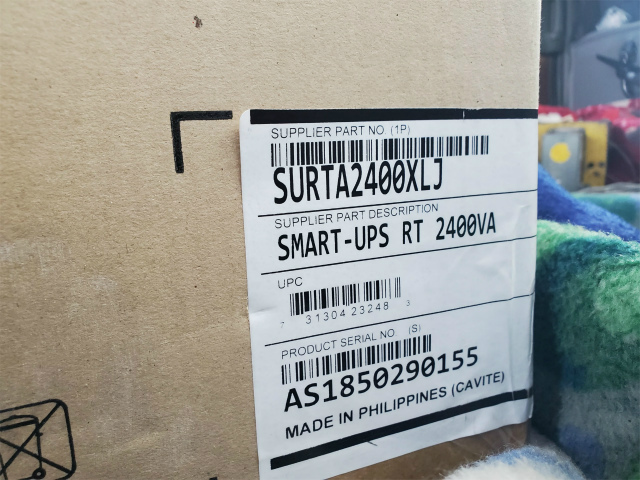 SUPPLIER PART NO. (1P)
SURTA2400XLJ
SUPPLIER PART DESCRIPTION
SMART-UPS RT 2400VA
UPC
7 31304 23248 3
PRODUCT SERIAL NO. (S)
AS1850290155
MADE IN PHILIPPINES (CAVITE)